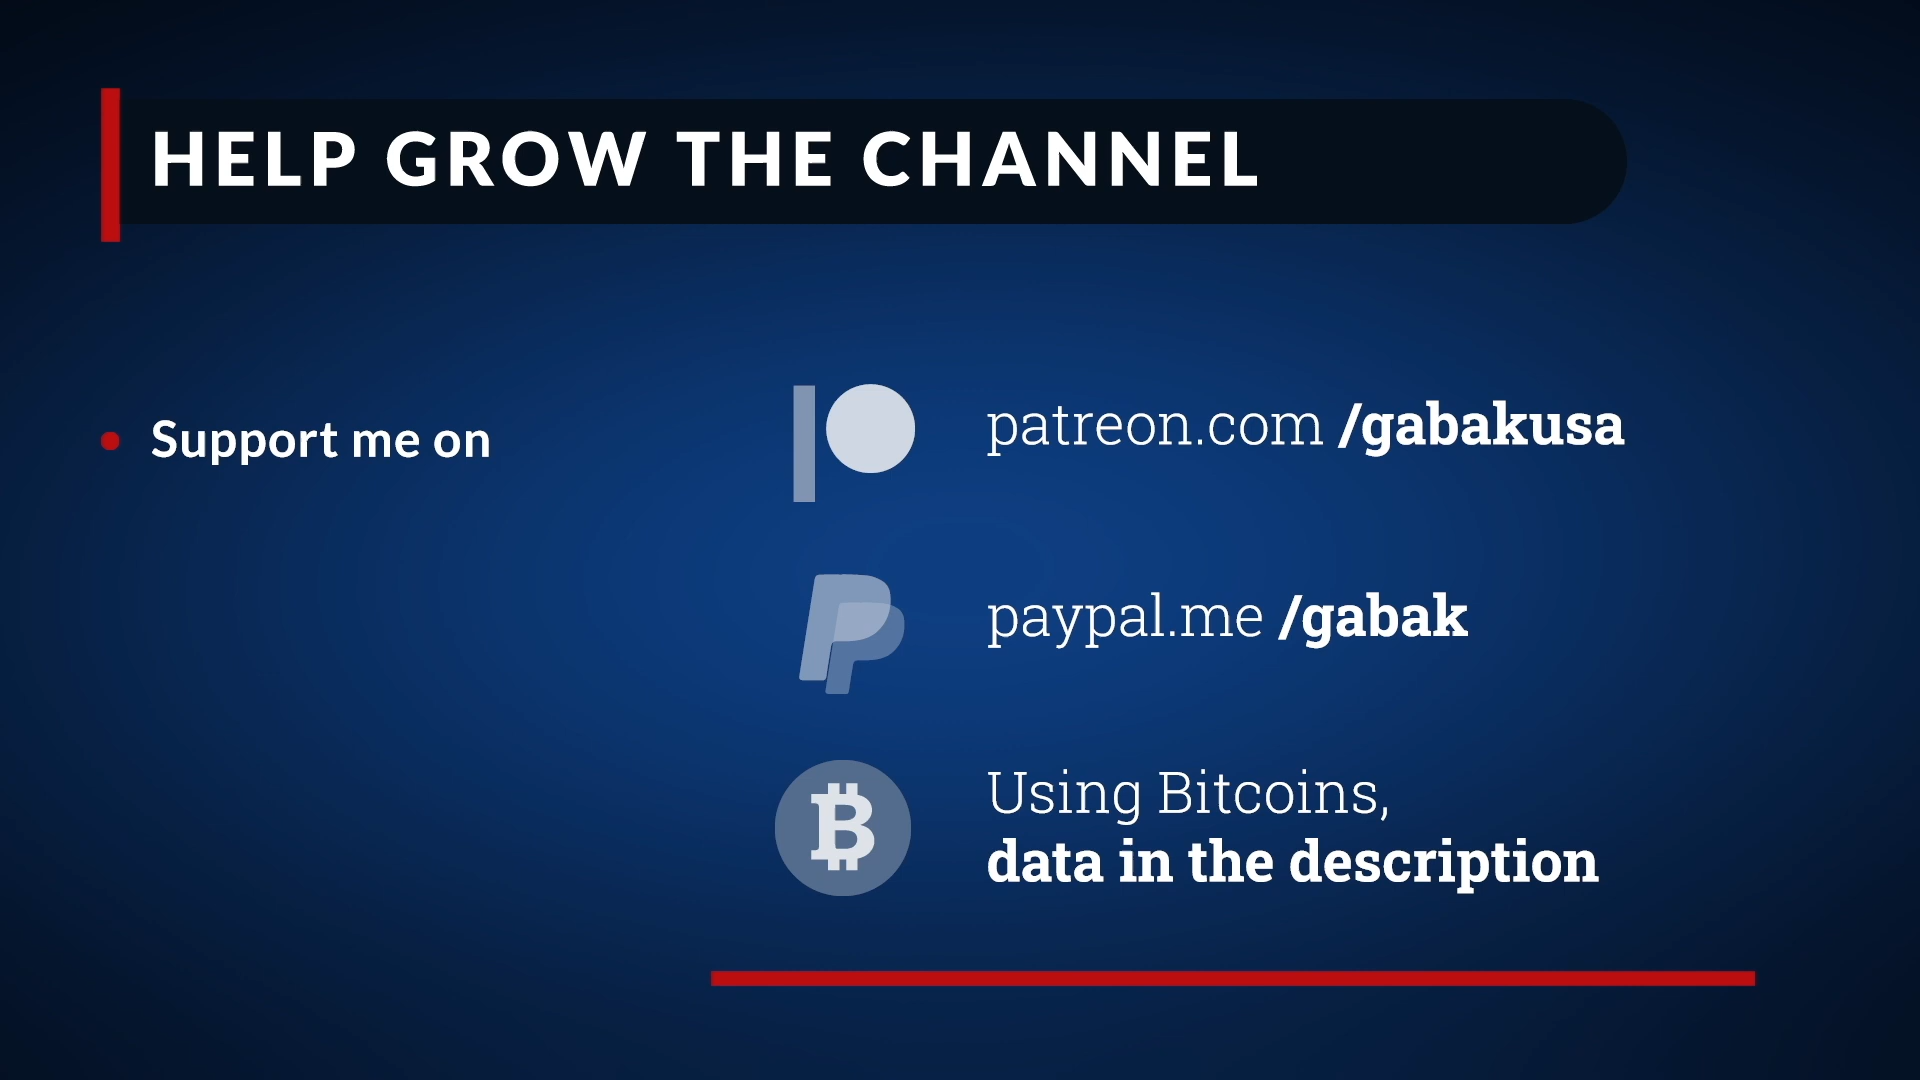 HELP GROW THE CHANNEL
Support me on
patreon.com /gabakusa
paypal.me /gabak
Using Bitcoins,
data in the description